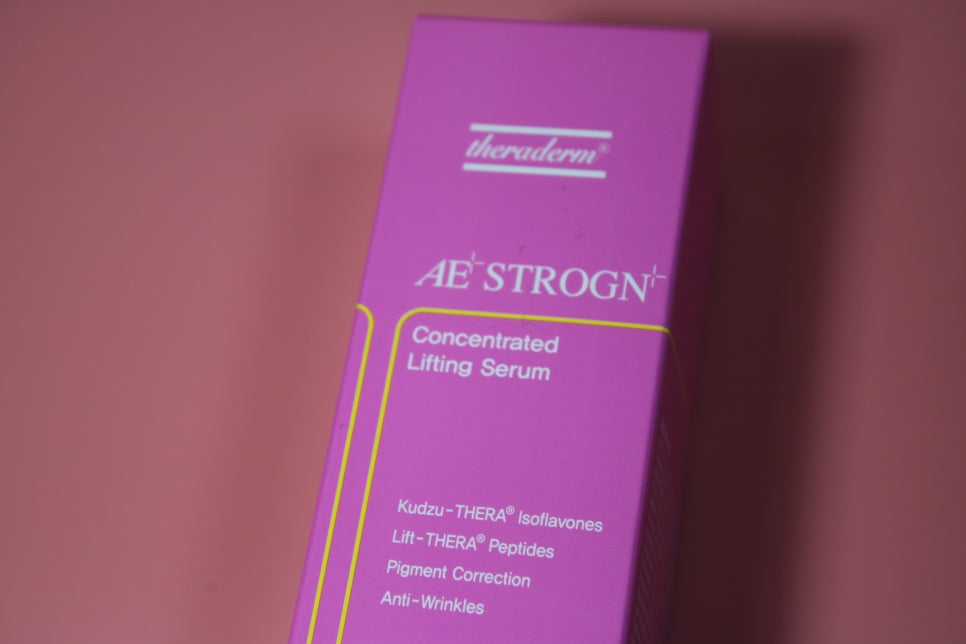 theraderm®
AE+STROGN+
Concentrated
Lifting Serum
Kudzu-THERA® Isoflavones
Lift-THERA® Peptides
Pigment Correction
Anti-Wrinkles